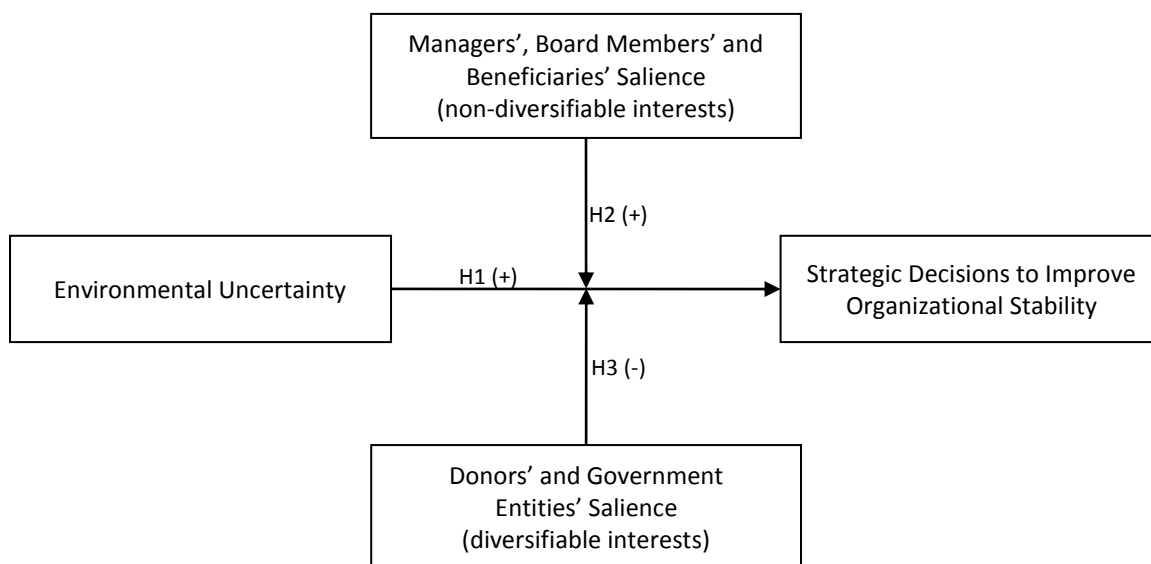 Managers’, Board Members’ and
Beneficiaries’ Salience
(non-diversifiable interests)
H2 (+)
Environmental Uncertainty
H1 (+)
Strategic Decisions to Improve
Organizational Stability
H3 (-)
Donors’ and Government
Entities’ Salience
(diversifiable interests)